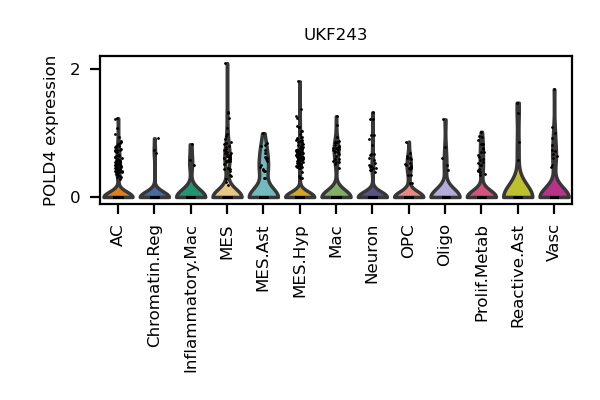 UKF243
POLD4 expression
2
0
AC
Chromatin.Reg
Inflammatory.Mac
MES
MES.Ast
MES.Hyp
Mac
Neuron
OPC
Oligo
Prolif.Metab
Reactive.Ast
Vasc